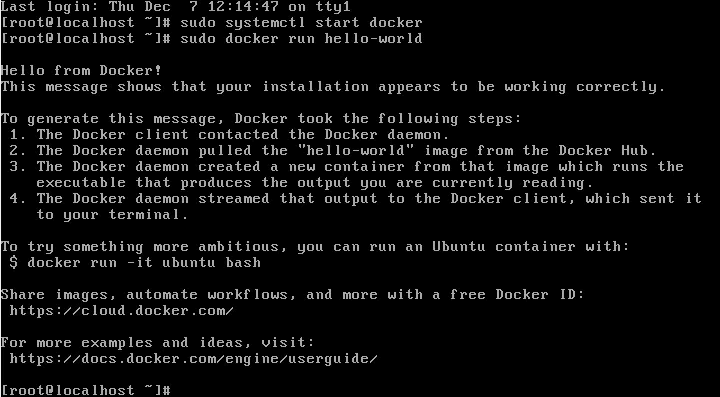 Last login: Thu Dec  7 12:14:47 on tty1
[root@localhost ~]# sudo systemctl start docker
[root@localhost ~]# sudo docker run hello-world

Hello from Docker!
This message shows that your installation appears to be working correctly.

To generate this message, Docker took the following steps:
 1. The Docker client contacted the Docker daemon.
 2. The Docker daemon pulled the "hello-world" image from the Docker Hub.
 3. The Docker daemon created a new container from that image which runs the
    executable that produces the output you are currently reading.
 4. The Docker daemon streamed that output to the Docker client, which sent it
    to your terminal.

To try something more ambitious, you can run an Ubuntu container with:
 $ docker run -it ubuntu bash

Share images, automate workflows, and more with a free Docker ID:
 https://cloud.docker.com/

For more examples and ideas, visit:
 https://docs.docker.com/engine/userguide/

[root@localhost ~]#